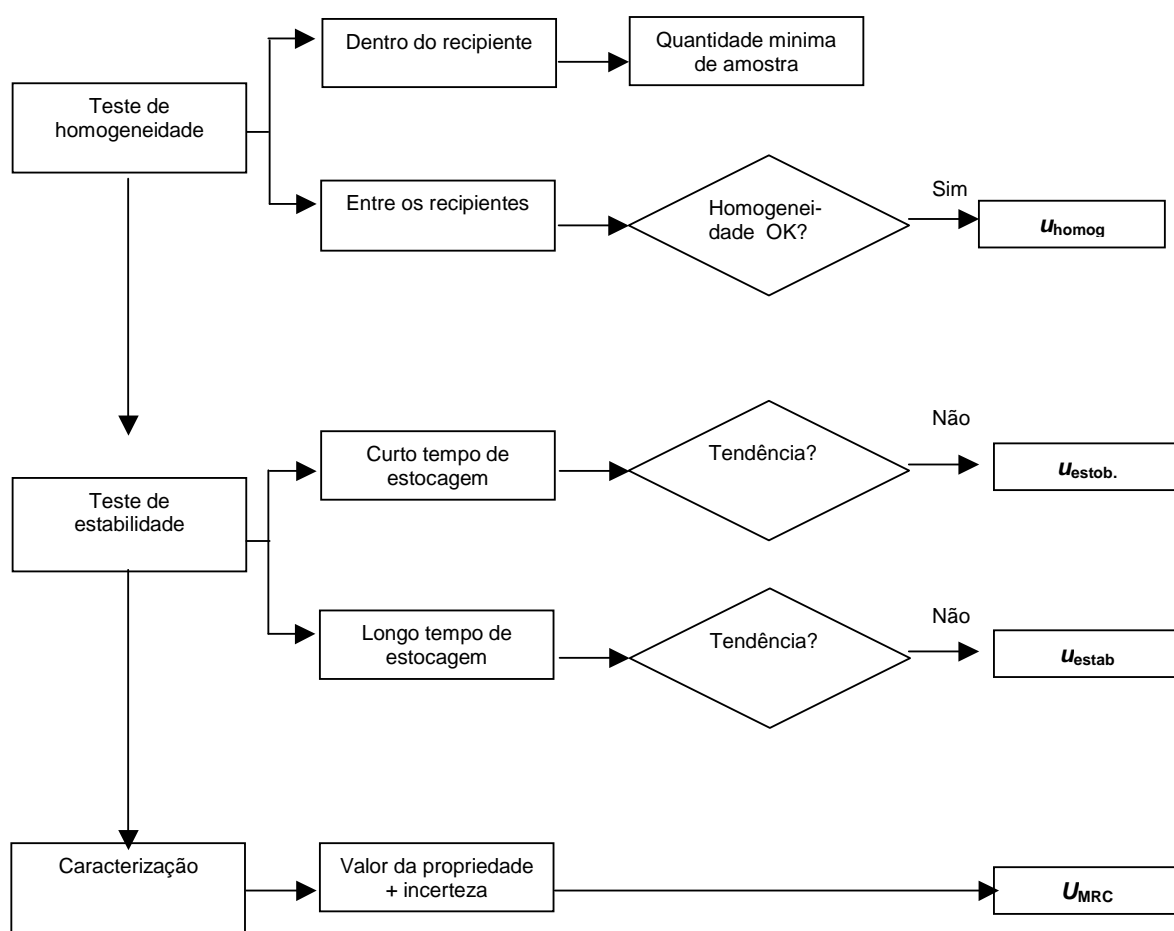 Dentro do recipiente
Quantidade minima
de amostra
Teste de
homogeneidade
Entre os recipientes
Homogenei-
dade OK?
Sim
uhomog
Curto tempo de
estocagem
Tendência?
Não
uestob.
Teste de
estabilidade
Longo tempo de
estocagem
Tendência?
Não
uestab
Caracterização
Valor da propriedade
+ incerteza
UMRC